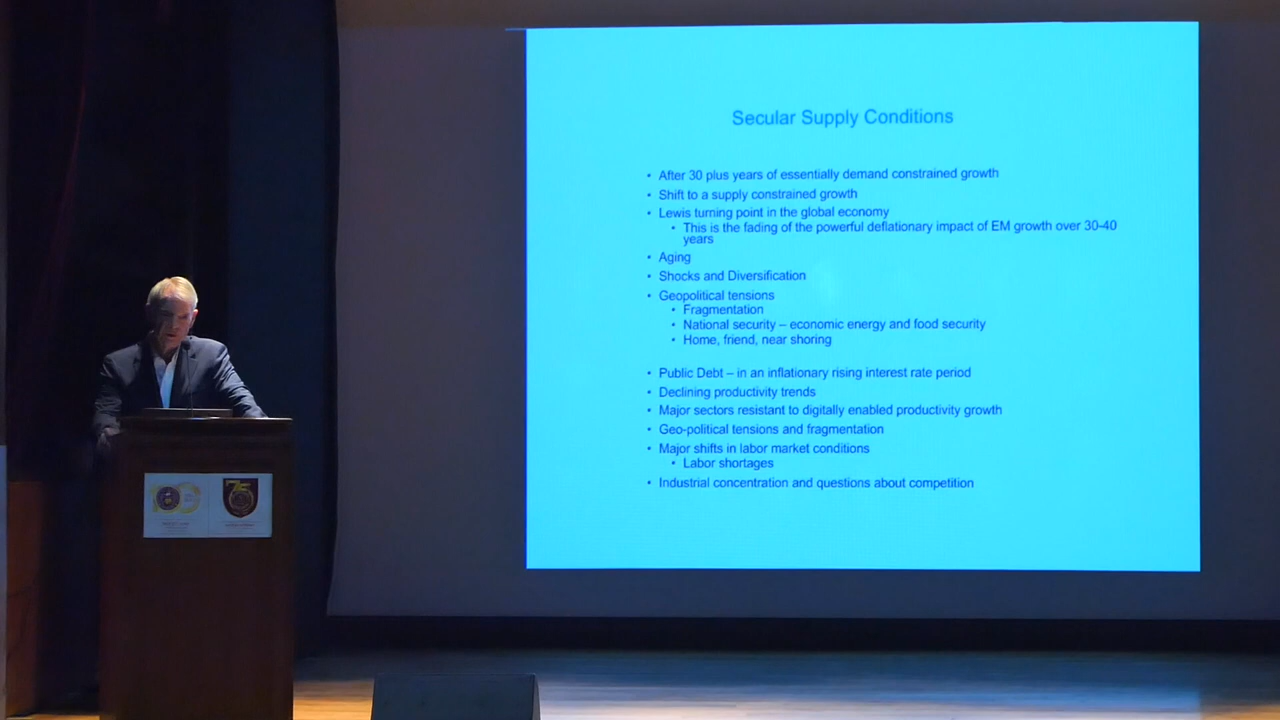 Secular Supply Conditions
• After 30 plus years of essentially demand constrained growth
• Shift to a supply constrained growth
• Lewis turning point in the global economy
• This is the fading of the powerful deflationary impact of EM growth over 30-40
years
• Aging
• Shocks and Diversification
• Geopolitical tensions
• Fragmentation
• National security – economic energy and food security
• Home, friend, near shoring
• Public Debt – in an inflationary rising interest rate period
• Declining productivity trends
• Major sectors resistant to digitally enabled productivity growth
• Geo-political tensions and fragmentation
• Major shifts in labor market conditions
• Labor shortages
• Industrial concentration and questions about competition
75